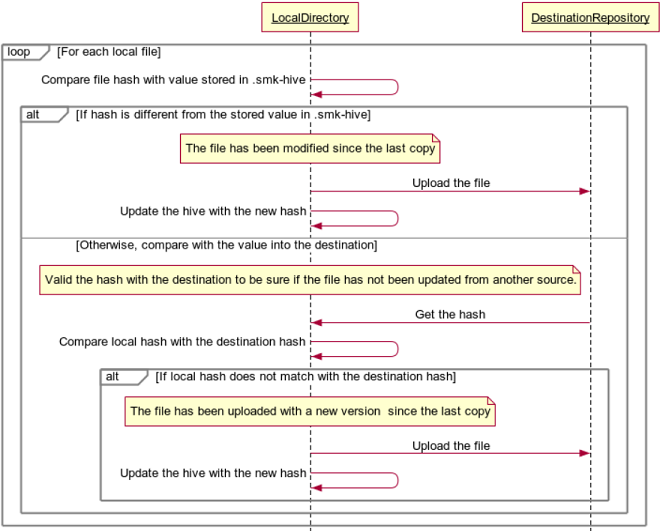 LocalDirectory
DestinationRepository
loop
[For each local file]
Compare file hash with value stored in .smk-hive
alt
[If hash is different from the stored value in .smk-hive]
The file has been modified since the last copy
Upload the file
Update the hive with the new hash
[Otherwise, compare with the value into the destination]
Valid the hash with the destination to be sure if the file has not been updated from another source.
Get the hash
Compare local hash with the destination hash
alt
[If local hash does not match with the destination hash]
The file has been uploaded with a new version  since the last copy
Upload the file
Update the hive with the new hash